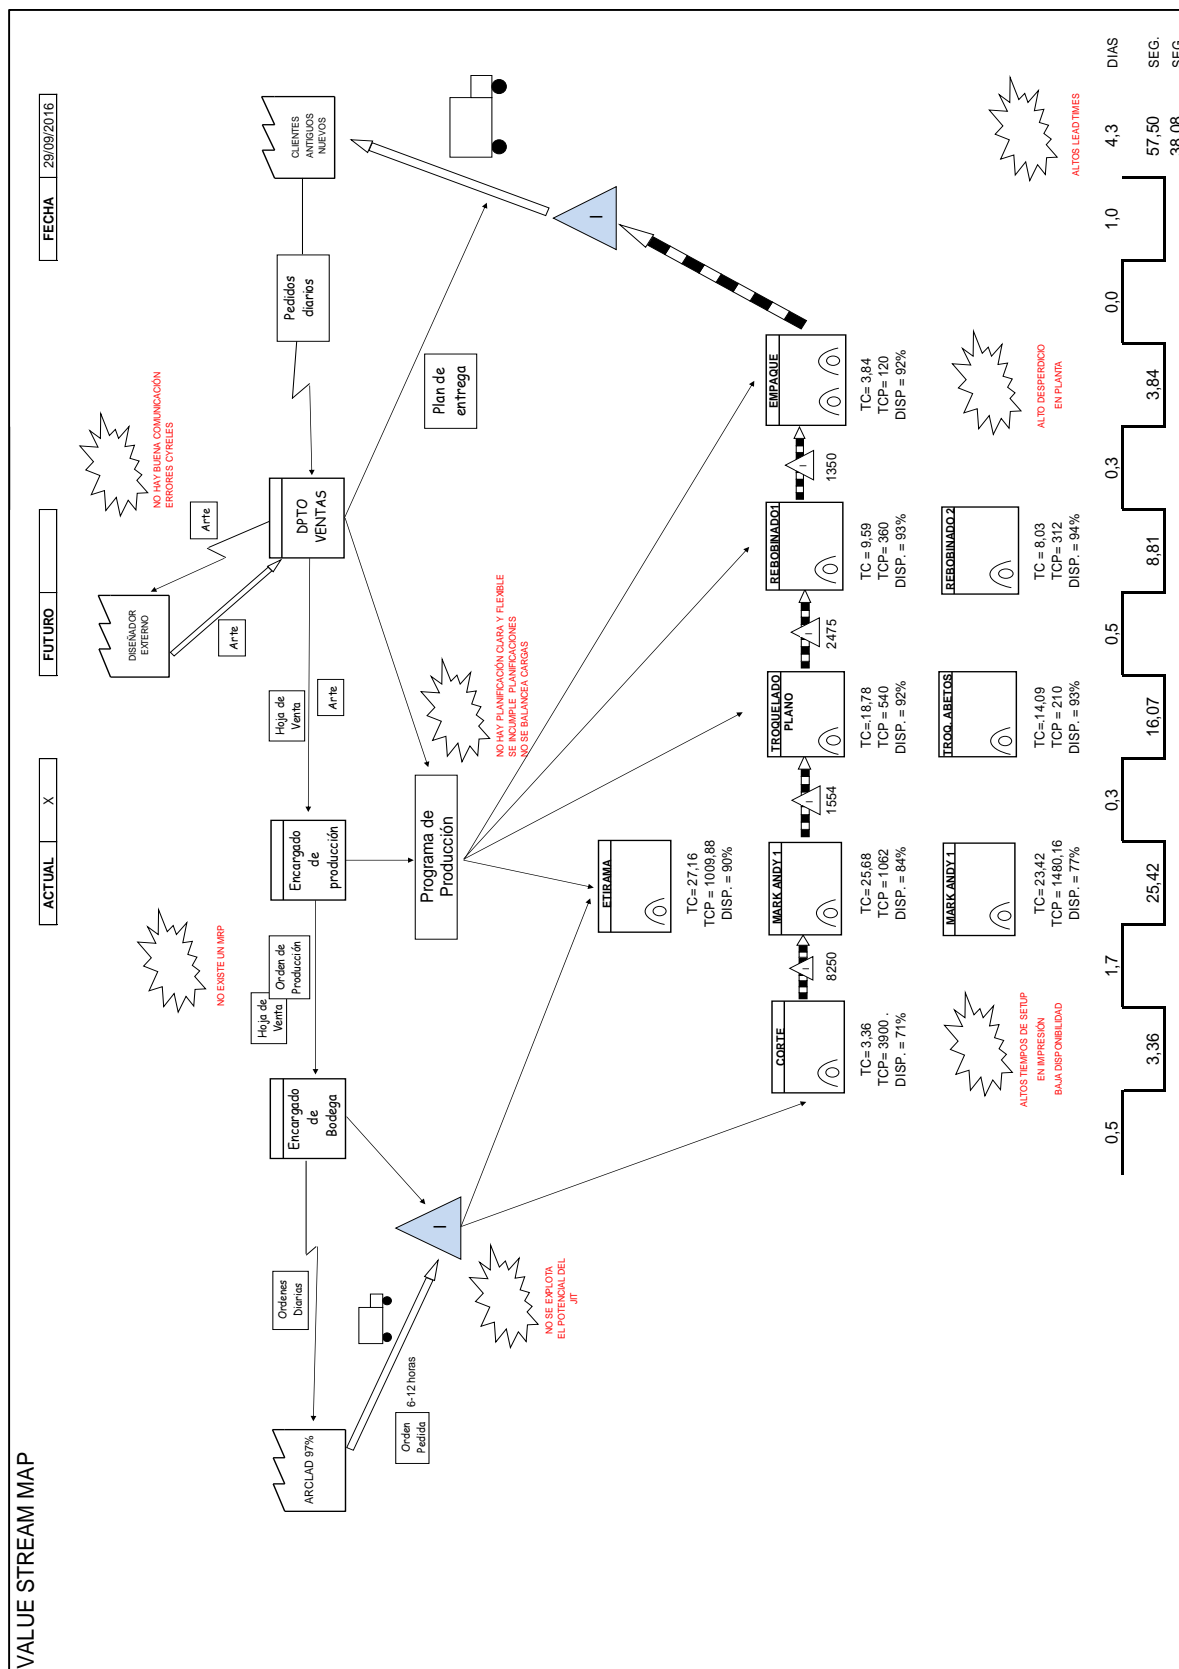 VALUE STREAM MAP
ACTUAL
X
FUTURO
FECHA
29/09/2016
NO HAY BUENA COMUNICACIÓN
ERRORES CYRELES
NO EXISTE UN MRP
DISEÑADOR
EXTERNO
Arte
Arte
ARCLAD 97%
Ordenes
Diarias
Encargado
de
Bodega
Hoja de
Venta
Orden de
Producción
Encargado
de
producción
Hoja de
Venta
Arte
DPTO
VENTAS
Pedidos
diarios
CLIENTES
ANTIGUOS
NUEVOS
Orden
Pedida
6-12 horas
I
NO SE EXPLOTA
EL POTENCIAL DEL
JIT
Programa de
Producción
NO HAY PLANIFICACIÓN CLARA Y FLEXIBLE
SE INCUMPLE PLANIFICACIONES
NO SE BALANCEA CARGAS
Plan de
entrega
I
ETIRAMA
TC= 27,16
TCP = 1009,88
DISP. = 90%
CORTE
TC= 3,36
TCP= 3900 .
DISP. = 71%
I
8250
MARK ANDY 1
TC= 25,68
TCP = 1062
DISP. = 84%
I
1554
TROQUELADO
PLANO
TC=,18,78
TCP = 540
DISP. = 92%
I
2475
REBOBINADO1
TC = 9,59
TCP = 360
DISP. = 93%
I
1350
EMPAQUE
TC= 3,84
TCP= 120
DISP = 92%
MARK ANDY 1
TC= 23,42
TCP = 1480,16
DISP. = 77%
TROQ. ABETOS
TC=,14,09
TCP = 210
DISP. = 93%
REBOBINADO 2
TC = 8,03
TCP= 312
DISP. = 94%
ALTOS TIEMPOS DE SETUP
EN IMPRESIÓN
BAJA DISPONIBILIDAD
ALTO DESPERDICIO
EN PLANTA
ALTOS LEAD TIMES
0,5
1,7
0,3
0,5
0,3
0,0
1,0
4,3
DIAS
3,36
25,42
16,07
8,81
3,84
57,50
SEG.
38,08
SEG.